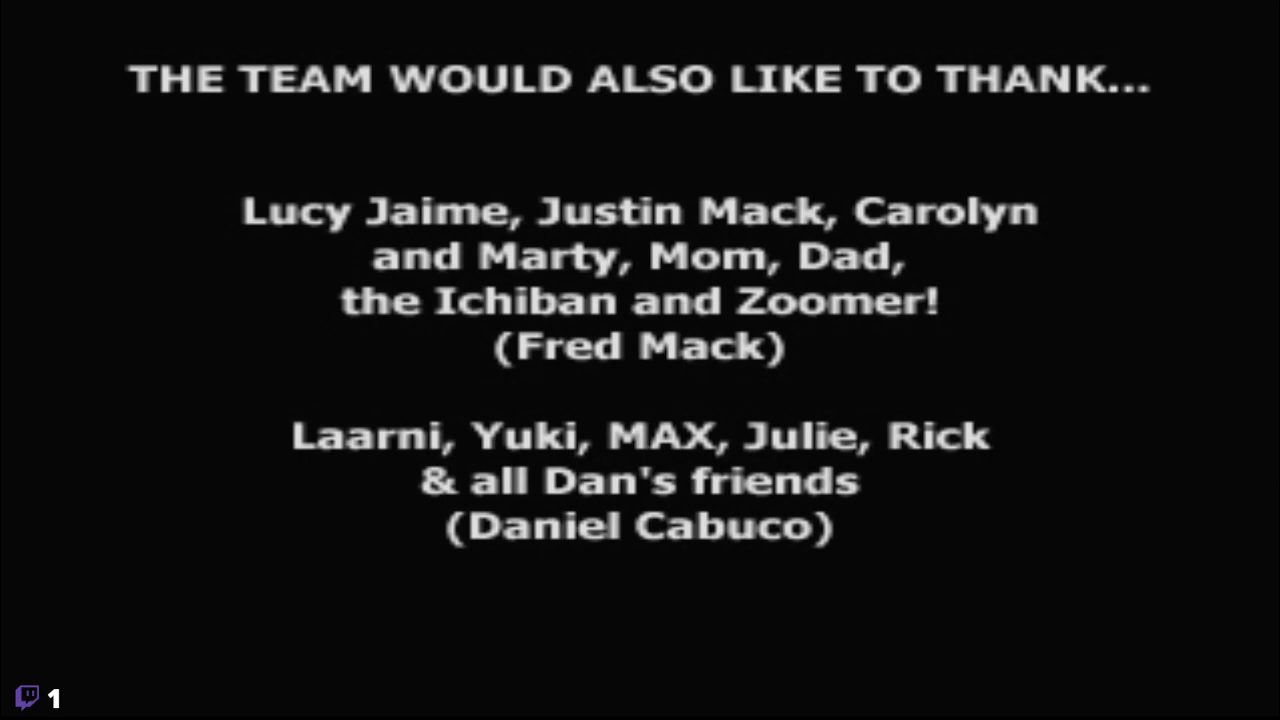 THE TEAM WOULD ALSO LIKE TO THANK...
Lucy Jaime, Justin Mack, Carolyn
and Marty, Mom, Dad,
the Ichiban and Zoomer!
(Fred Mack)
Laarni, Yuki, MAX, Julie, Rick
& all Dan's friends
(Daniel Cabuco)
1